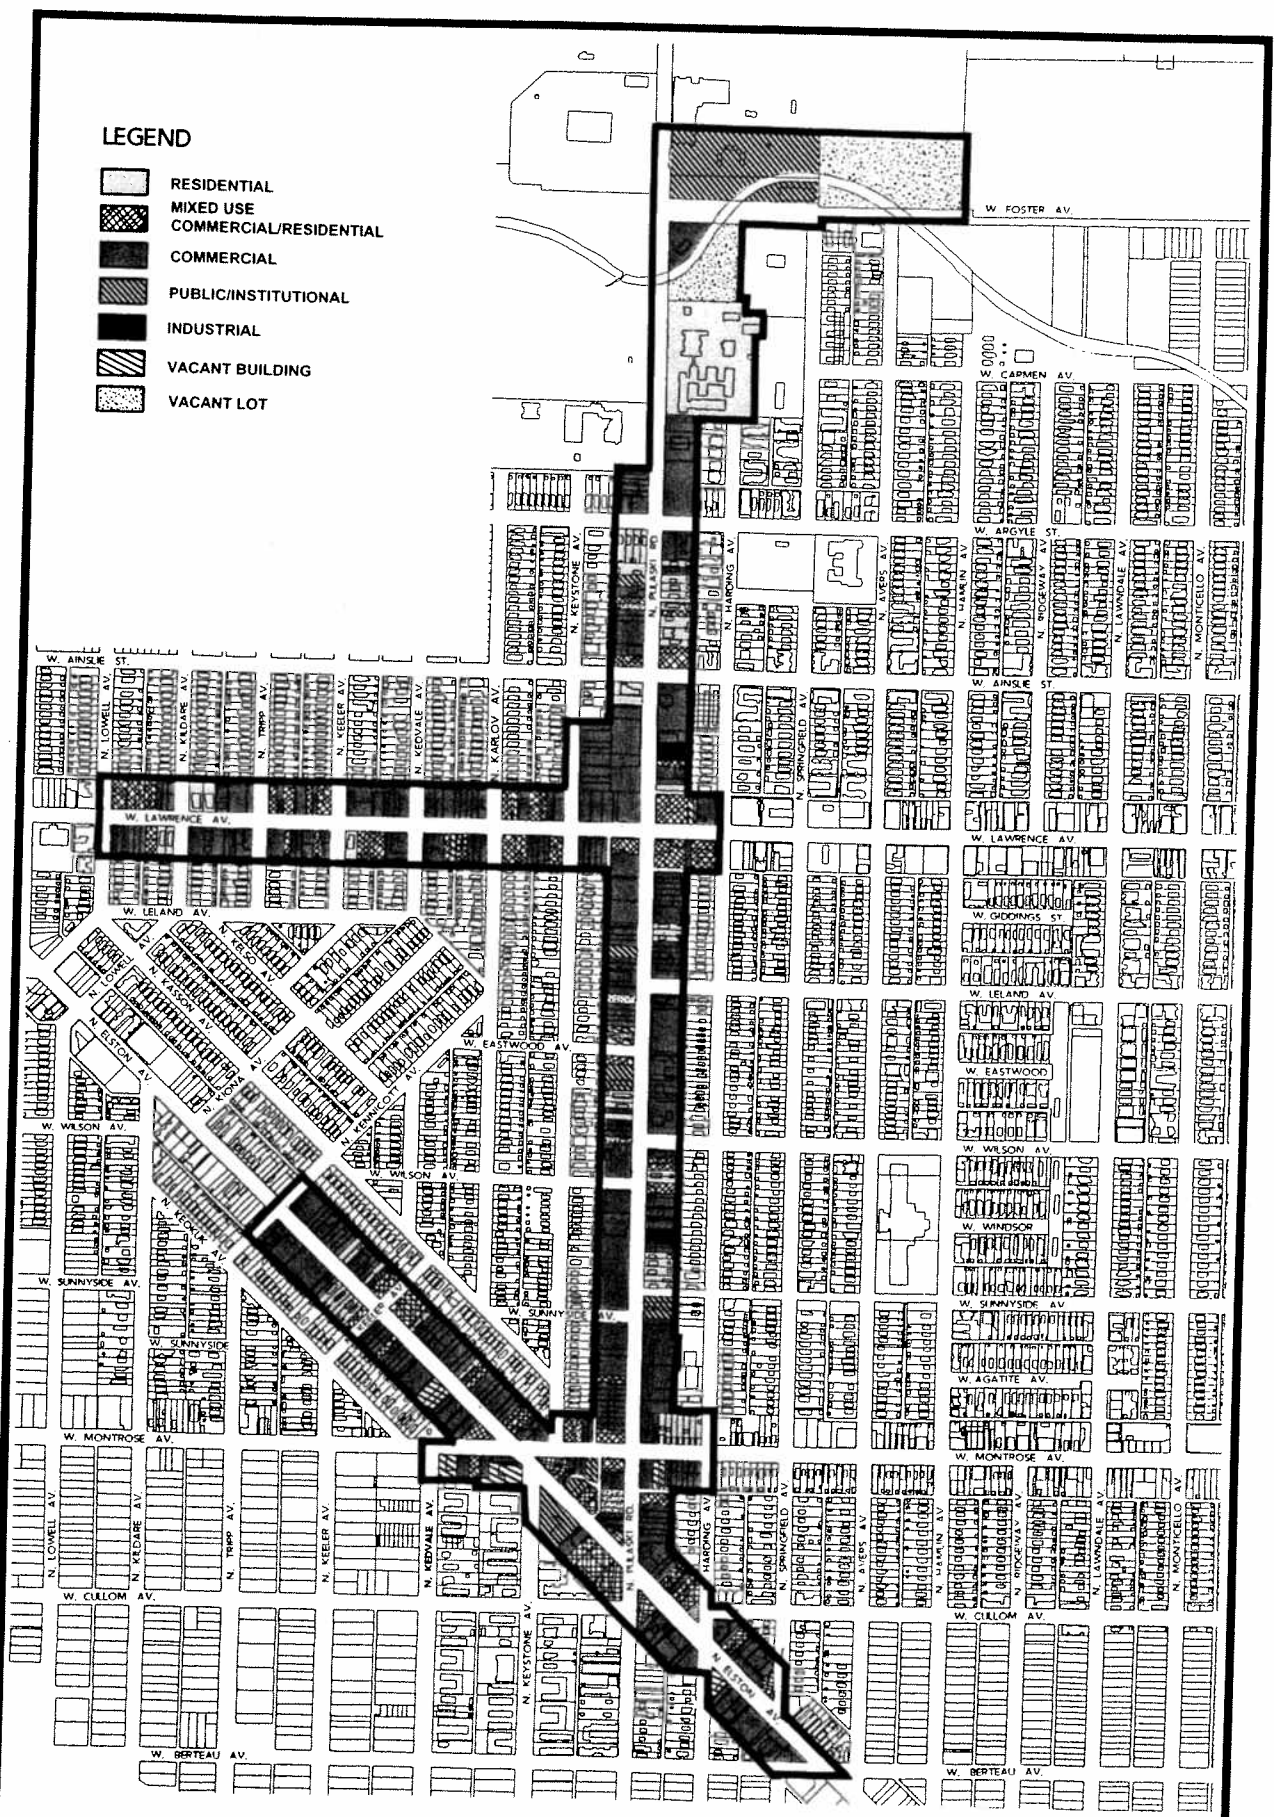 LEGEND
RESIDENTIAL
MIXED USE
COMMERCIAL/RESIDENTIAL
COMMERCIAL
PUBLIC/INSTITUTIONAL
INDUSTRIAL
VACANT BUILDING
VACANT LOT
W. FOSTER AV.
W. CARMEN AV.
W. ARGYLE ST.
N. KEYSTONE AV.
N. PULASKI RD
N. HARDING AV.
N. AVERS AV.
N. HAMLIN AV.
N. RIDGEWAY AV.
N. LAWNDALE AV.
N. MONTICELLO AV.
W. AINSLIE ST.
W. AINSLIE ST.
N. LOWELL AV.
N. KILDARE AV.
N. TRIPP AV.
N. KEELER AV.
N. KEDVALE AV.
N. KARLOV AV.
N. SPRINGFIELD AV.
W. LAWRENCE AV.
W. LAWRENCE AV.
W. LELAND AV.
W. GIDDINGS ST.
N. KELSO AV.
N. LOWELL AV.
N. KASSON AV.
W. LELAND AV.
N. ELSTON AV.
W. EASTWOOD AV.
W. EASTWOOD
N. KIONA AV.
N. KENNICOTT AV.
W. WILSON AV.
W. WILSON AV.
W. WILSON AV.
N. KEOKUK AV.
W. WINDSOR
W. SUNNYSIDE AV.
W. SUNNY
AV.
W. SUNNYSIDE AV
W. SUNNYSIDE
W. AGATITE AV.
W. MONTROSE AV.
W. MONTROSE AV.
N. LOWELL AV.
N. KILDARE AV.
N. TRIPP AV.
N. KEELER AV.
N. KEDVALE AV.
N. PULASKI RD.
HARDING AV.
N. SPRINGFIELD AV.
N. AVERS AV
N. HAMLIN AV
N. RIDGEWAY AV.
N. LAWNDALE AV.
N. MONTICELLO AV
W. CULLOM AV.
W. CULLOM AV.
N. KEYSTONE AV.
N. ELSTON AV.
W. BERTEAU AV.
W. BERTEAU AV.